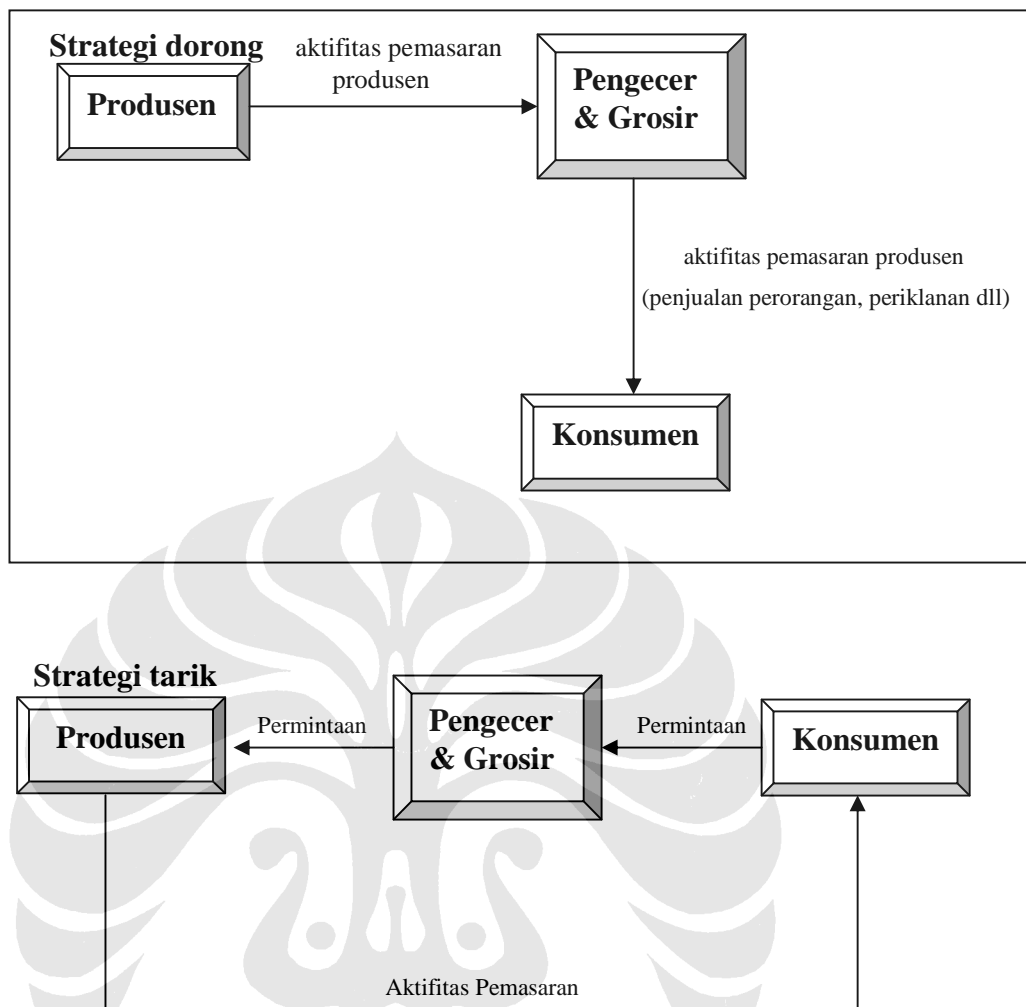 Strategi dorong
aktifitas pemasaran
produsen
Produsen
Pengecer
& Grosir
aktifitas pemasaran produsen
(penjualan perorangan, periklanan dll)
Konsumen
Strategi tarik
Produsen
Permintaan
Pengecer
& Grosir
Permintaan
Konsumen
Aktifitas Pemasaran